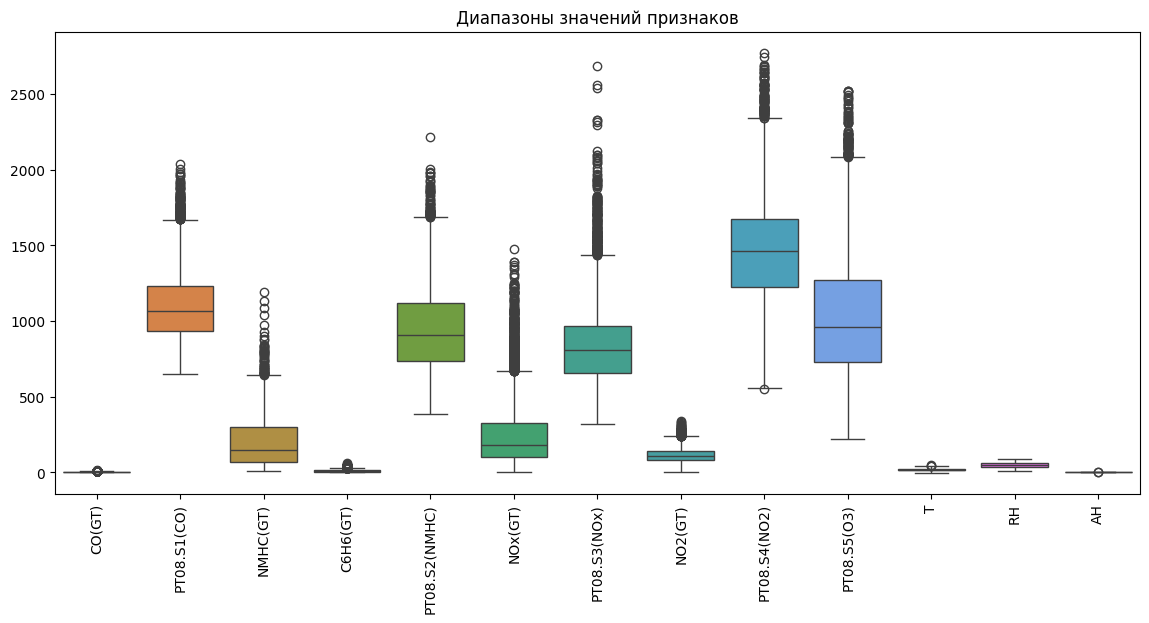 Диапазоны значений признаков
2500
2000
1500
1000
500
0
CO(GT)
PT08.S1(CO)
NMHC(GT)
C6H6(GT)
PT08.S2(NMHC)
NOx(GT)
PT08.S3(NOx)
NO2(GT)
PT08.S4(NO2)
PT08.S5(O3)
T
RH
AH